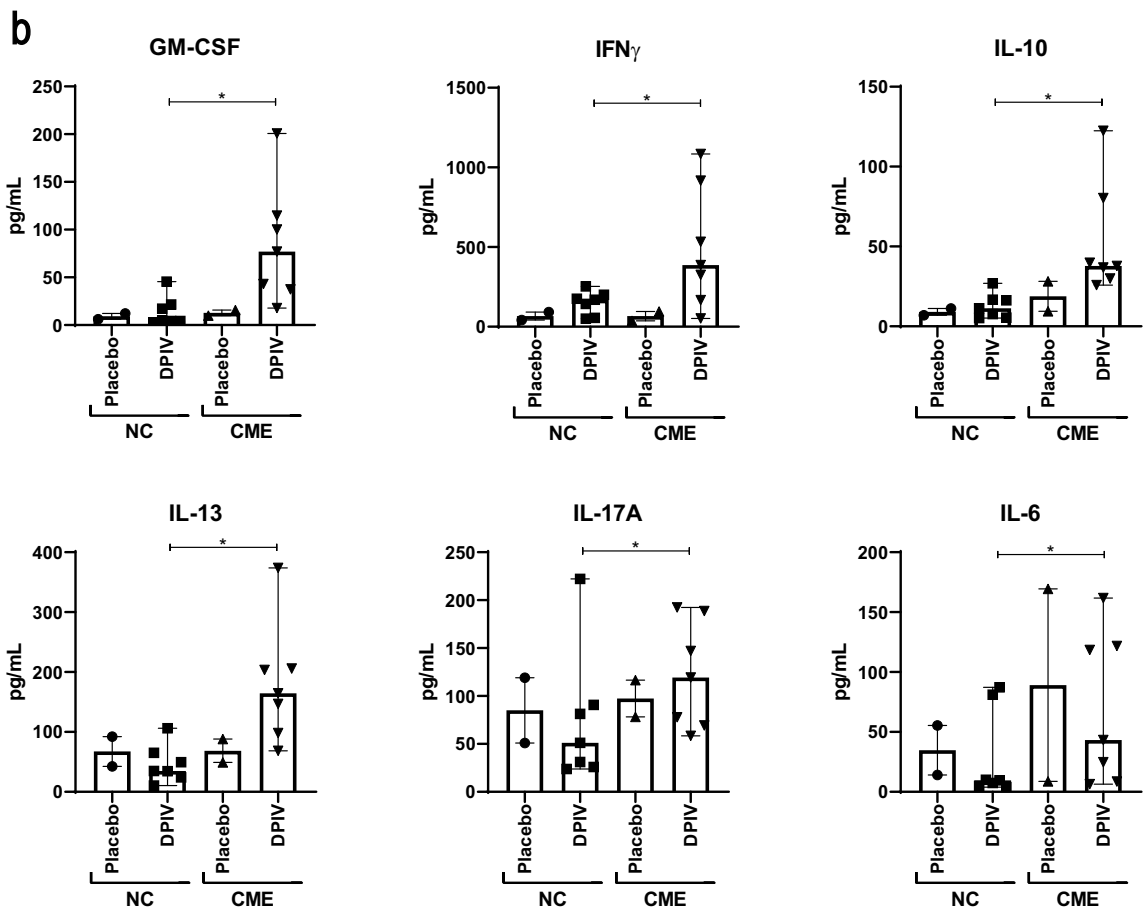 b
GM-CSF
250
200
150
100
50
0
pg/mL
*
Placebo
DPIV
Placebo
DPIV
NC
CME
IFNγ
1500
1000
500
0
pg/mL
*
Placebo
DPIV
Placebo
DPIV
NC
CME
IL-10
150
100
50
0
pg/mL
*
Placebo
DPIV
Placebo
DPIV
NC
CME
IL-13
400
300
200
100
0
pg/mL
*
Placebo
DPIV
Placebo
DPIV
NC
CME
IL-17A
250
200
150
100
50
0
pg/mL
*
Placebo
DPIV
Placebo
DPIV
NC
CME
IL-6
200
150
100
50
0
pg/mL
*
Placebo
DPIV
Placebo
DPIV
NC
CME